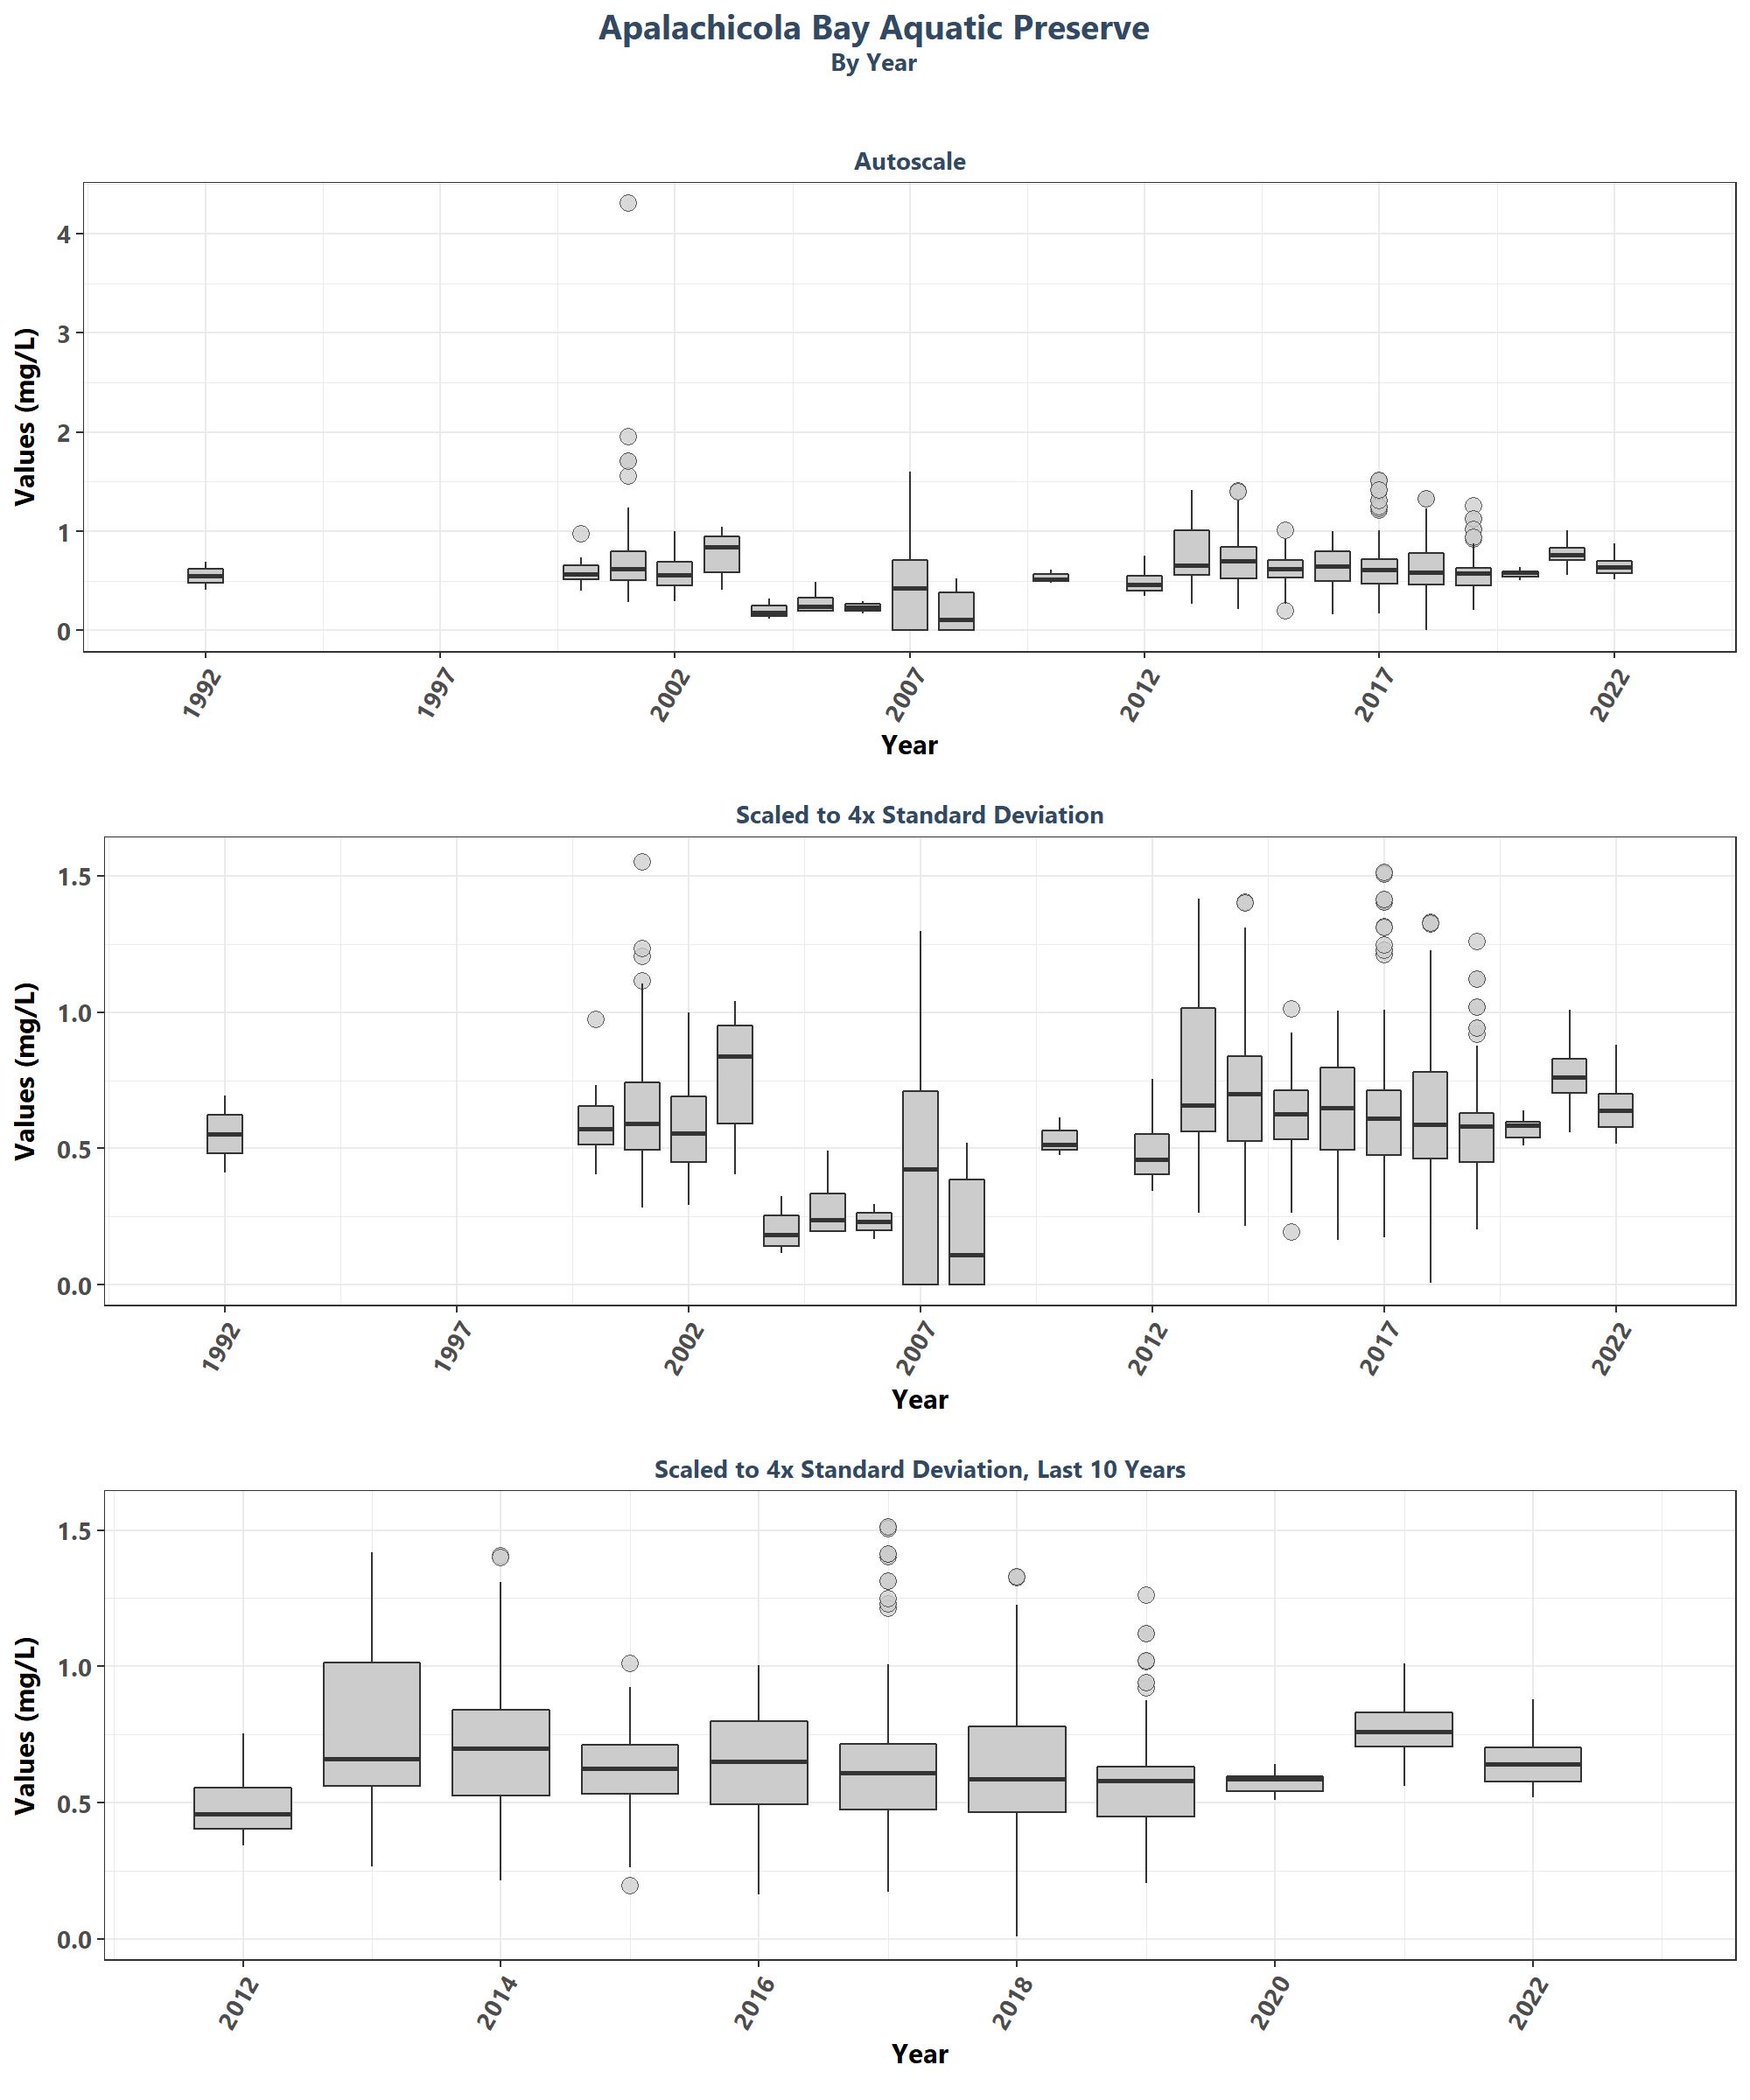 Apalachicola Bay Aquatic Preserve
By Year
Autoscale
Values (mg/L)
4
3
2
1
0
1992 1997 2002 2007 2012 2017 2022
Year
Scaled to 4x Standard Deviation
Values (mg/L)
1.5
1.0
0.5
0.0
1992 1997 2002 2007 2012 2017 2022
Year
Scaled to 4x Standard Deviation, Last 10 Years
Values (mg/L)
1.5
1.0
0.5
0.0
2012 2014 2016 2018 2020 2022
Year